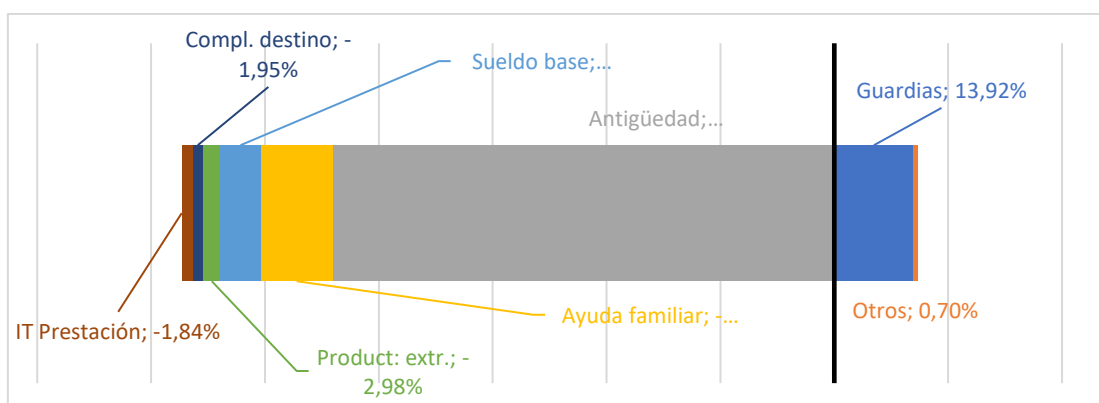 Compl. destino; -
1,95%
Sueldo base;...
Guardias; 13,92%
Antigüedad;...
IT Prestación; -1,84%
Product: extr.; -
2,98%
Ayuda familiar; -...
Otros; 0,70%